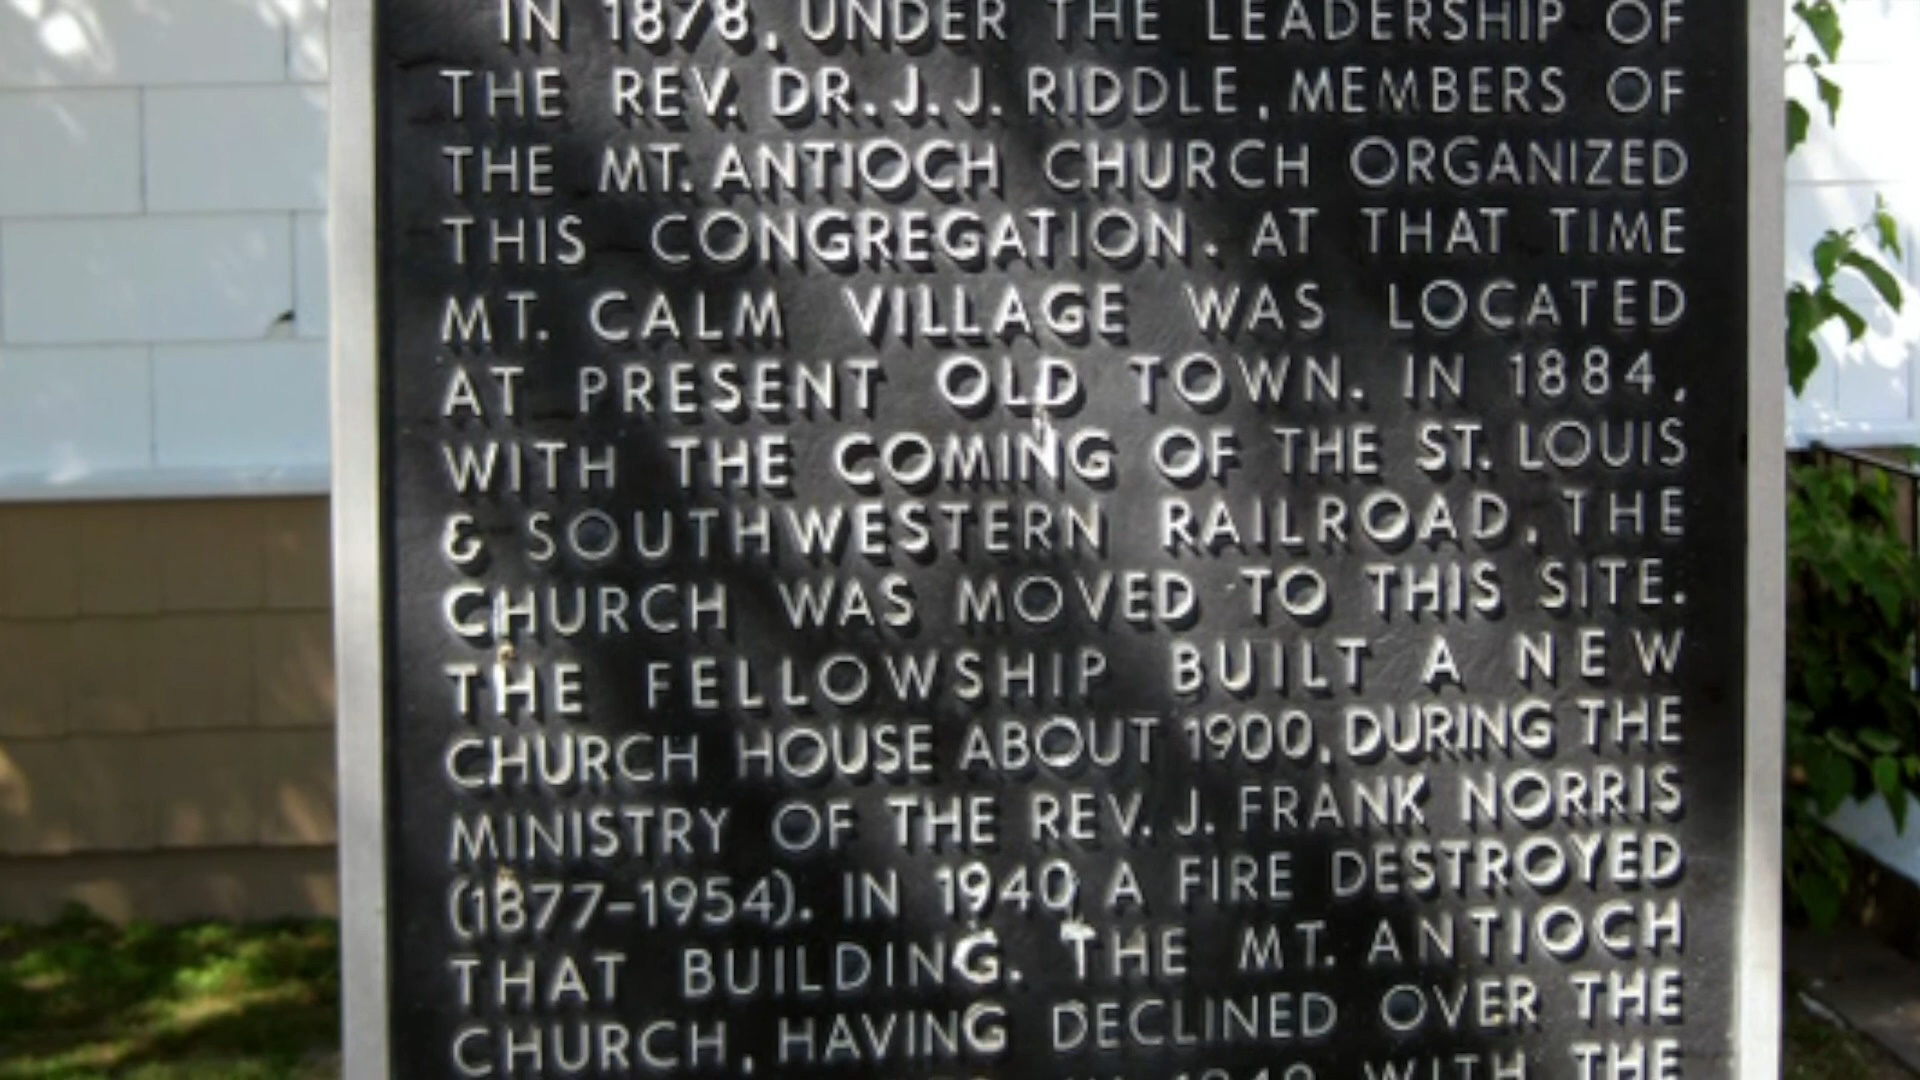 IN 1878, UNDER THE LEADERSHIP OF
THE REV. DR. J. J. RIDDLE, MEMBERS OF
THE MT. ANTIOCH CHURCH ORGANIZED
THIS CONGREGATION. AT THAT TIME
MT. CALM VILLAGE WAS LOCATED
AT PRESENT OLD TOWN. IN 1884,
WITH THE COMING OF THE ST. LOUIS
& SOUTHWESTERN RAILROAD, THE
CHURCH WAS MOVED TO THIS SITE.
THE FELLOWSHIP BUILT A NEW
CHURCH HOUSE ABOUT 1900, DURING THE
MINISTRY OF THE REV. J. FRANK NORRIS
(1877-1954). IN 1940 A FIRE DESTROYED
THAT BUILDING. THE MT. ANTIOCH
CHURCH, HAVING DECLINED OVER THE
WITH THE